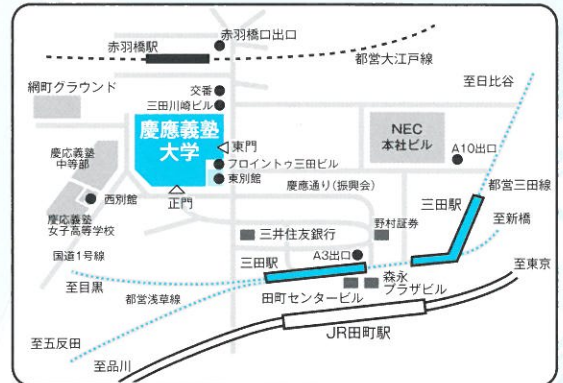 赤羽橋口出口
赤羽橋駅
都営大江戸線
至日比谷
網町グラウンド
交番
三田川崎ビル
慶應義塾
大学
東門
NEC
本社ビル
A10出口
慶応義塾
中等部
フロイントゥ三田ビル
東別館
慶應通り(振興会)
都営三田線
西別館
正門
三田駅
慶応義塾
女子高等学校
野村証券
至新橋
三井住友銀行
国道1号線
三田駅
A3出口
至東京
至目黒
森永
プラザビル
都営浅草線
田町センタービル
JR田町駅
至五反田
至品川